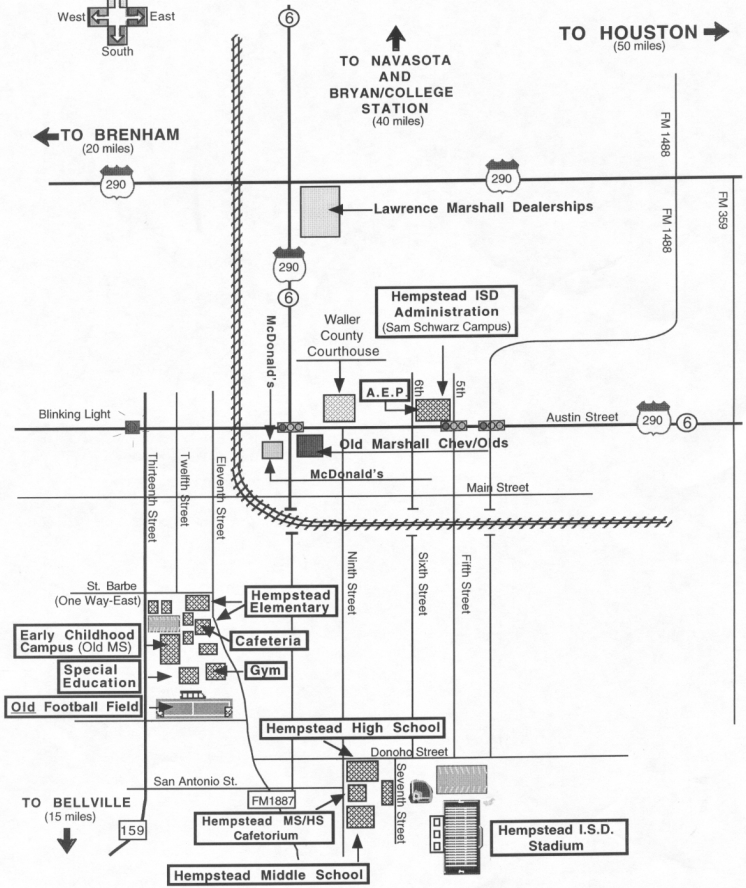 West
East
South
6
TO HOUSTON
(50 miles)
TO NAVASOTA
AND
BRYAN/COLLEGE
STATION
(40 miles)
TO BRENHAM
(20 miles)
FM 1488
290
290
Lawrence Marshall Dealerships
FM 1488
FM 359
290
6
Hempstead ISD
Administration
(Sam Schwarz Campus)
McDonald's
Waller
County
Courthouse
A.E.P.
6th
5th
Blinking Light
Austin Street
290
6
Old Marshall Chev/Olds
McDonald's
Main Street
Thirteenth Street
Twelfth Street
Eleventh Street
Ninth Street
Sixth Street
Fifth Street
St. Barbe
(One Way-East)
Hempstead
Elementary
Early Childhood
Campus (Old MS)
Cafeteria
Special
Education
Gym
Old Football Field
Hempstead High School
Donoho Street
San Antonio St.
Seventh Street
TO BELLVILLE
(15 miles)
159
FM1887
Hempstead MS/HS
Cafetorium
Hempstead I.S.D.
Stadium
Hempstead Middle School